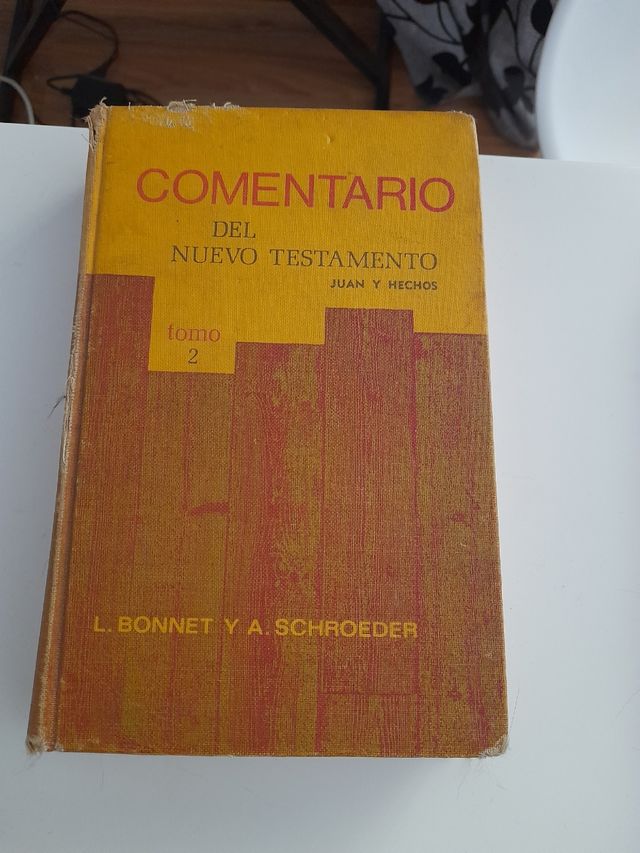 COMENTARIO
DEL
NUEVO TESTAMENTO
JUAN Y HECHOS
tomo
2
L. BONNET Y A. SCHROEDER